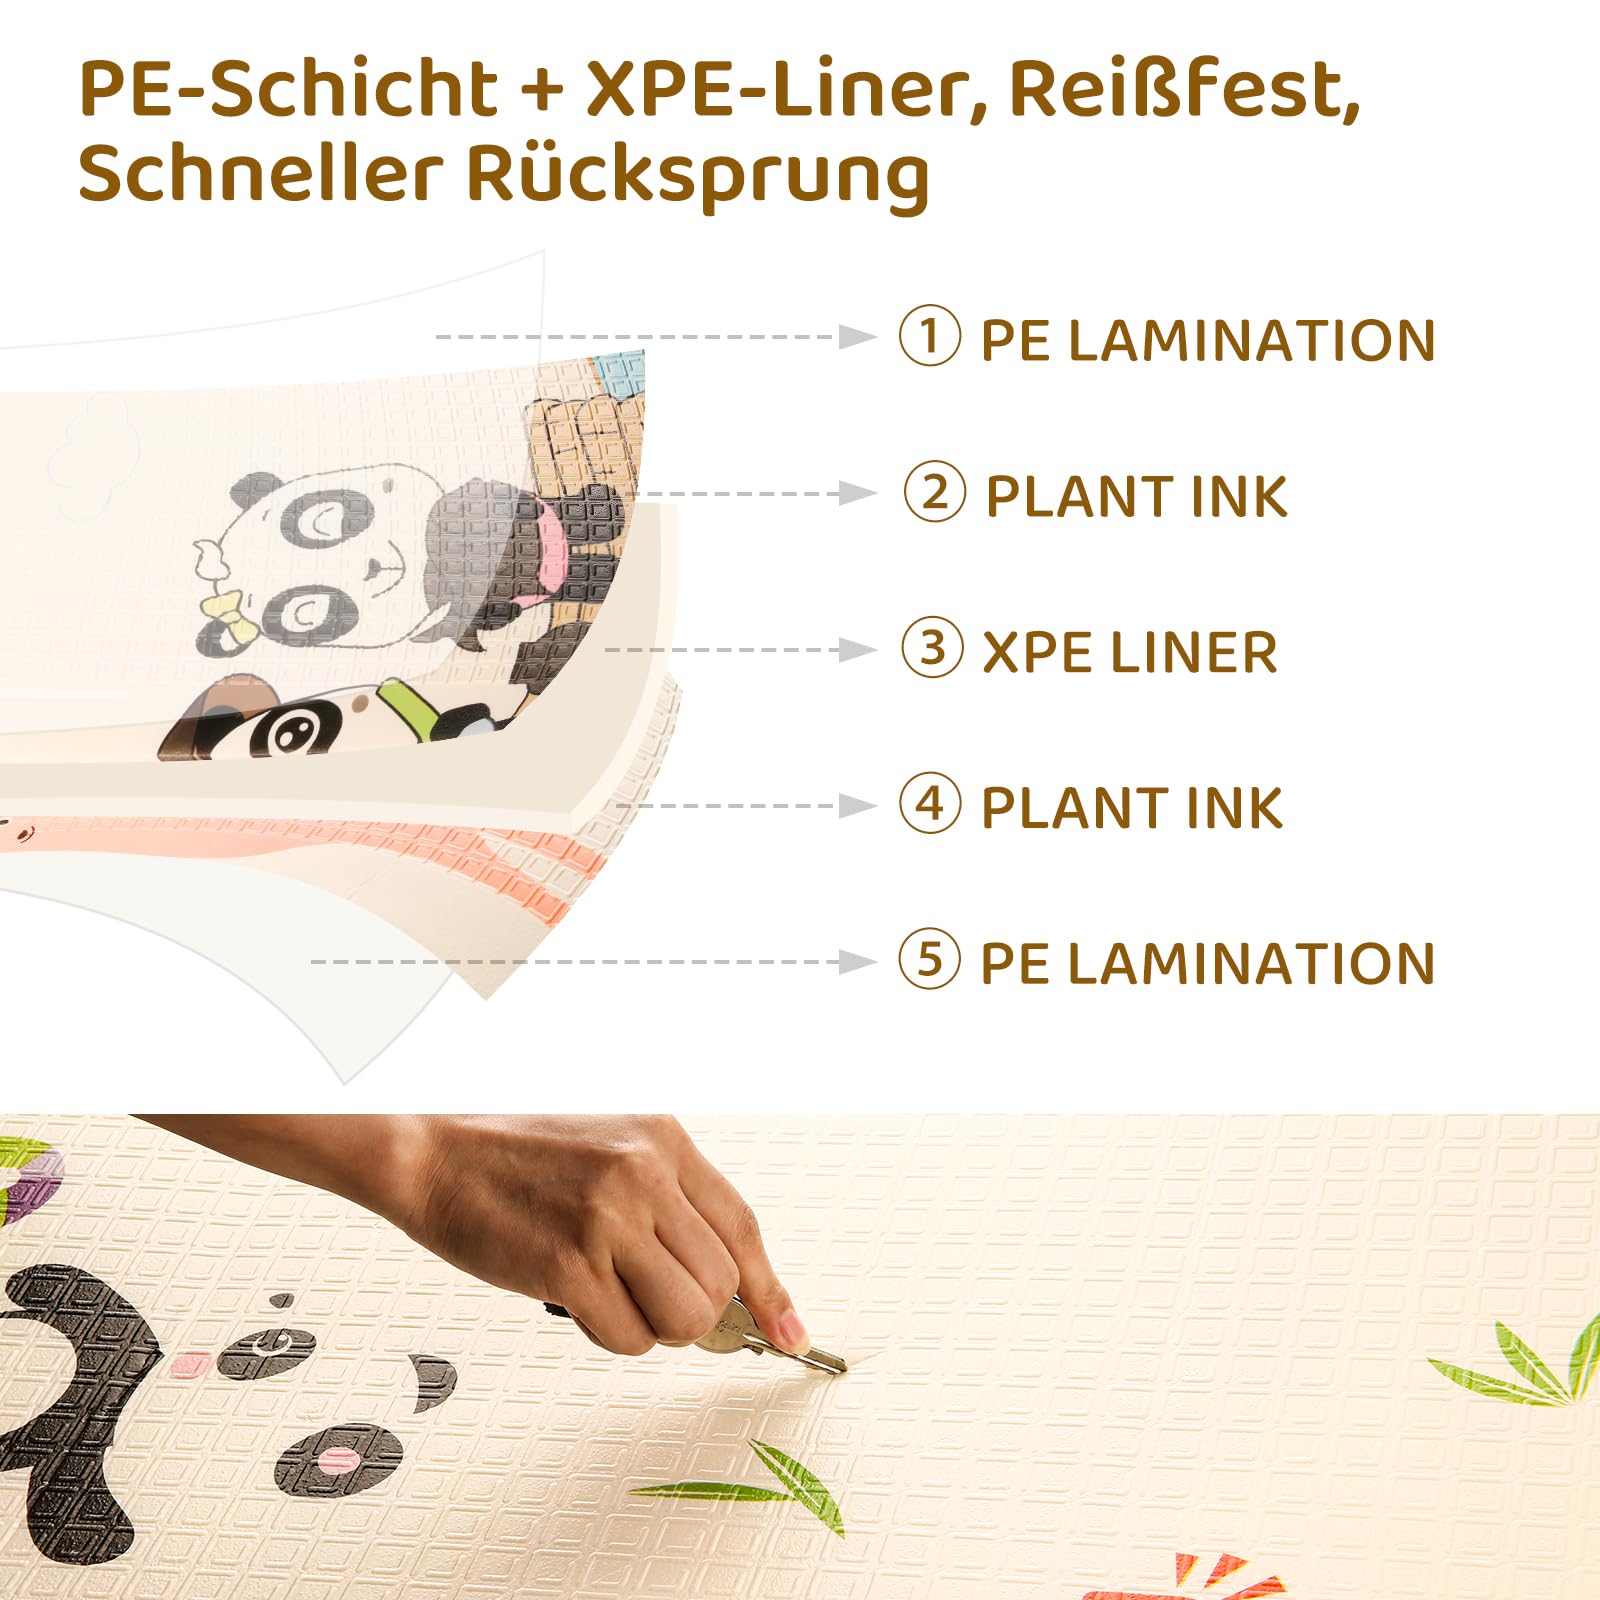 PE-Schicht + XPE-Liner, Reißfest,
Schneller Rücksprung
① PE LAMINATION
② PLANT INK
③ XPE LINER
④ PLANT INK
⑤ PE LAMINATION